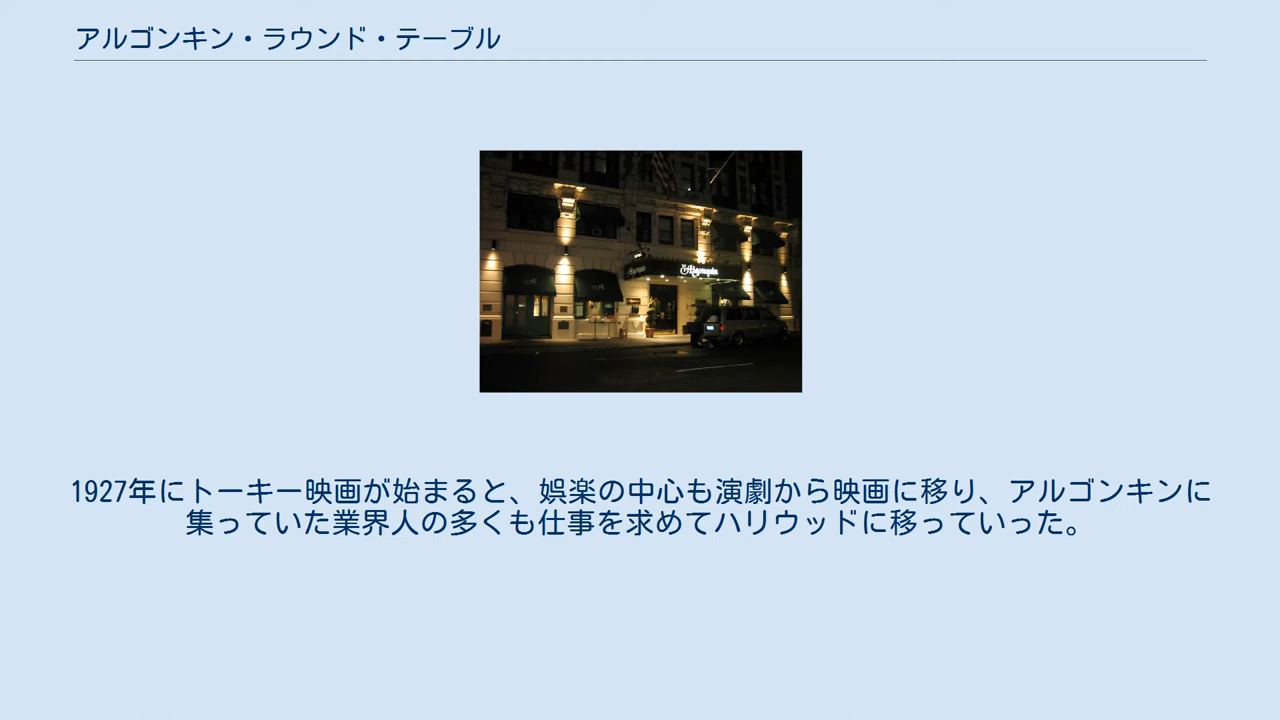 アルゴンキン・ラウンド・テーブル
Algonquin
1927年にトーキー映画が始まると、娯楽の中心も演劇から映画に移り、アルゴンキンに
集っていた業界人の多くも仕事を求めてハリウッドに移っていった。